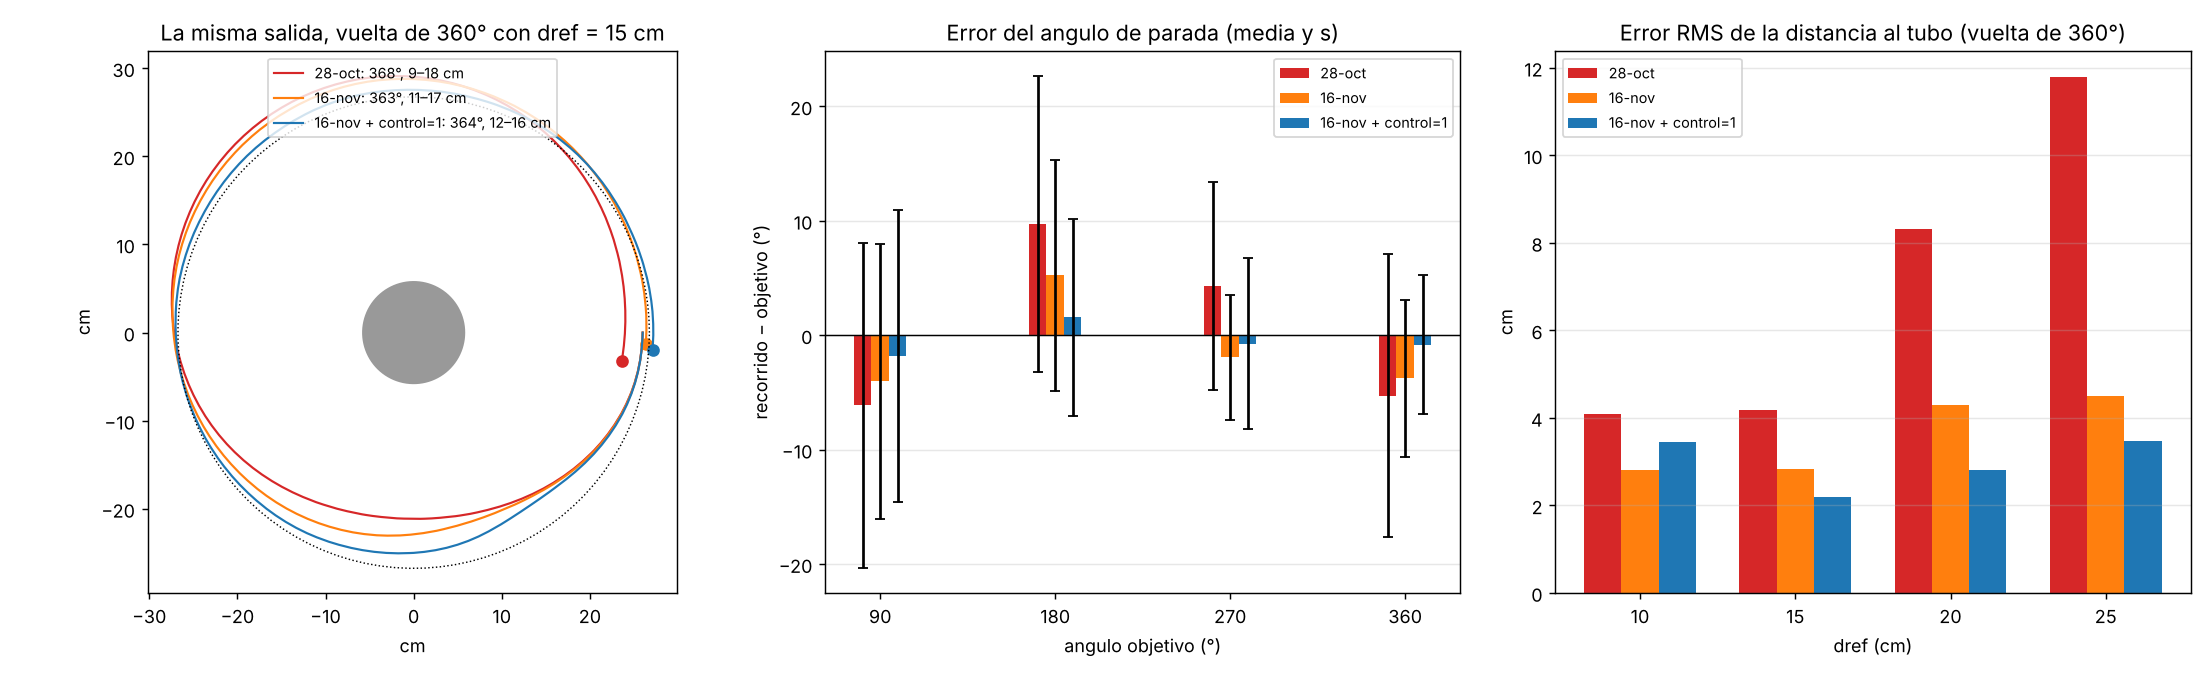 La misma salida, vuelta de 360° con dref = 15 cm
28-oct: 368°, 9–18 cm
16-nov: 363°, 11–17 cm
16-nov + control=1: 364°, 12–16 cm
30
20
10
0
−10
−20
cm
−30
−20
−10
0
10
20
cm
Error del angulo de parada (media y s)
28-oct
16-nov
16-nov + control=1
20
10
0
−10
−20
recorrido − objetivo (°)
90
180
270
360
angulo objetivo (°)
Error RMS de la distancia al tubo (vuelta de 360°)
28-oct
16-nov
16-nov + control=1
12
10
8
6
4
2
0
cm
10
15
20
25
dref (cm)